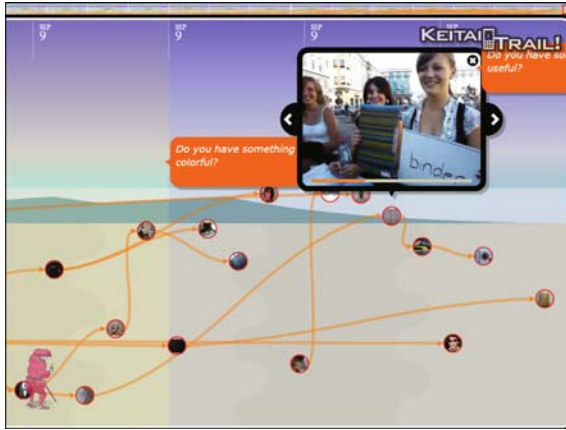 SEP
9
SEP
9
SEP
9
SEP
KEITAI TRAIL!
Do you have so
useful?
Do you have something
colorful?
binder